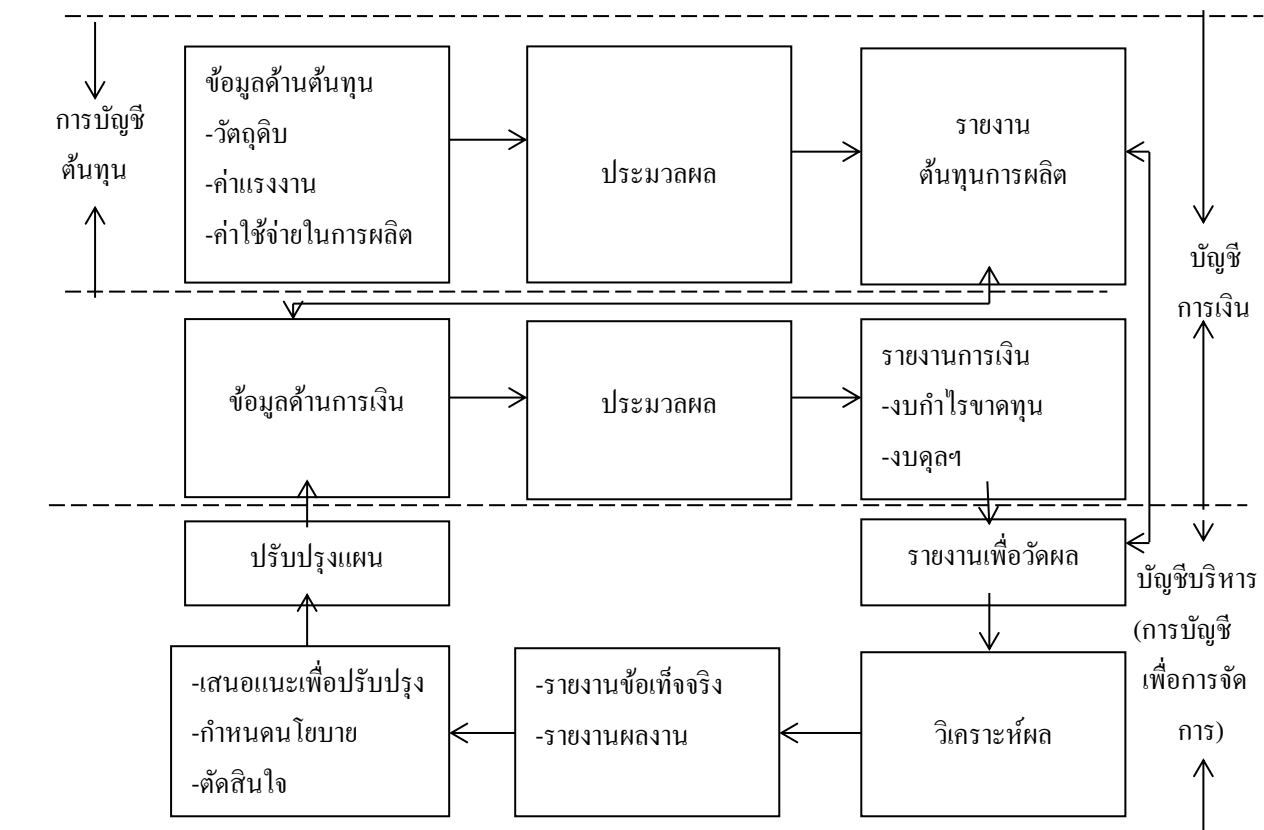 การบัญชี
ต้นทุน
ข้อมูลด้านต้นทุน
-วัตถุดิบ
-ค่าแรงงาน
-ค่าใช้จ่ายในการผลิต
ประมวลผล
รายงาน
ต้นทุนการผลิต
บัญชี
การเงิน
ข้อมูลด้านการเงิน
ประมวลผล
รายงานการเงิน
-งบกำไรขาดทุน
-งบดุลฯ
ปรับปรุงแผน
รายงานเพื่อวัดผล
บัญชีบริหาร
(การบัญชี
เพื่อการจัด
การ)
-เสนอแนะเพื่อปรับปรุง
-กำหนดนโยบาย
-ตัดสินใจ
-รายงานข้อเท็จจริง
-รายงานผลงาน
วิเคราะห์ผล